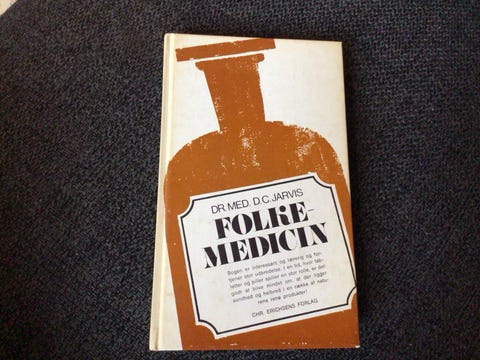 DR. MED. D.C. JARVIS
FOLKE-
MEDICIN
Bogen er interessant og lærerig og for-
tjener stor udbredelse. I en tid, hvor tab-
letter og piller spiller en stor rolle, er det
godt at blive mindet om, at der ligger
sundhed og helbred i en række af natu-
rens rene produkter!
CHR. ERICHSENS FORLAG